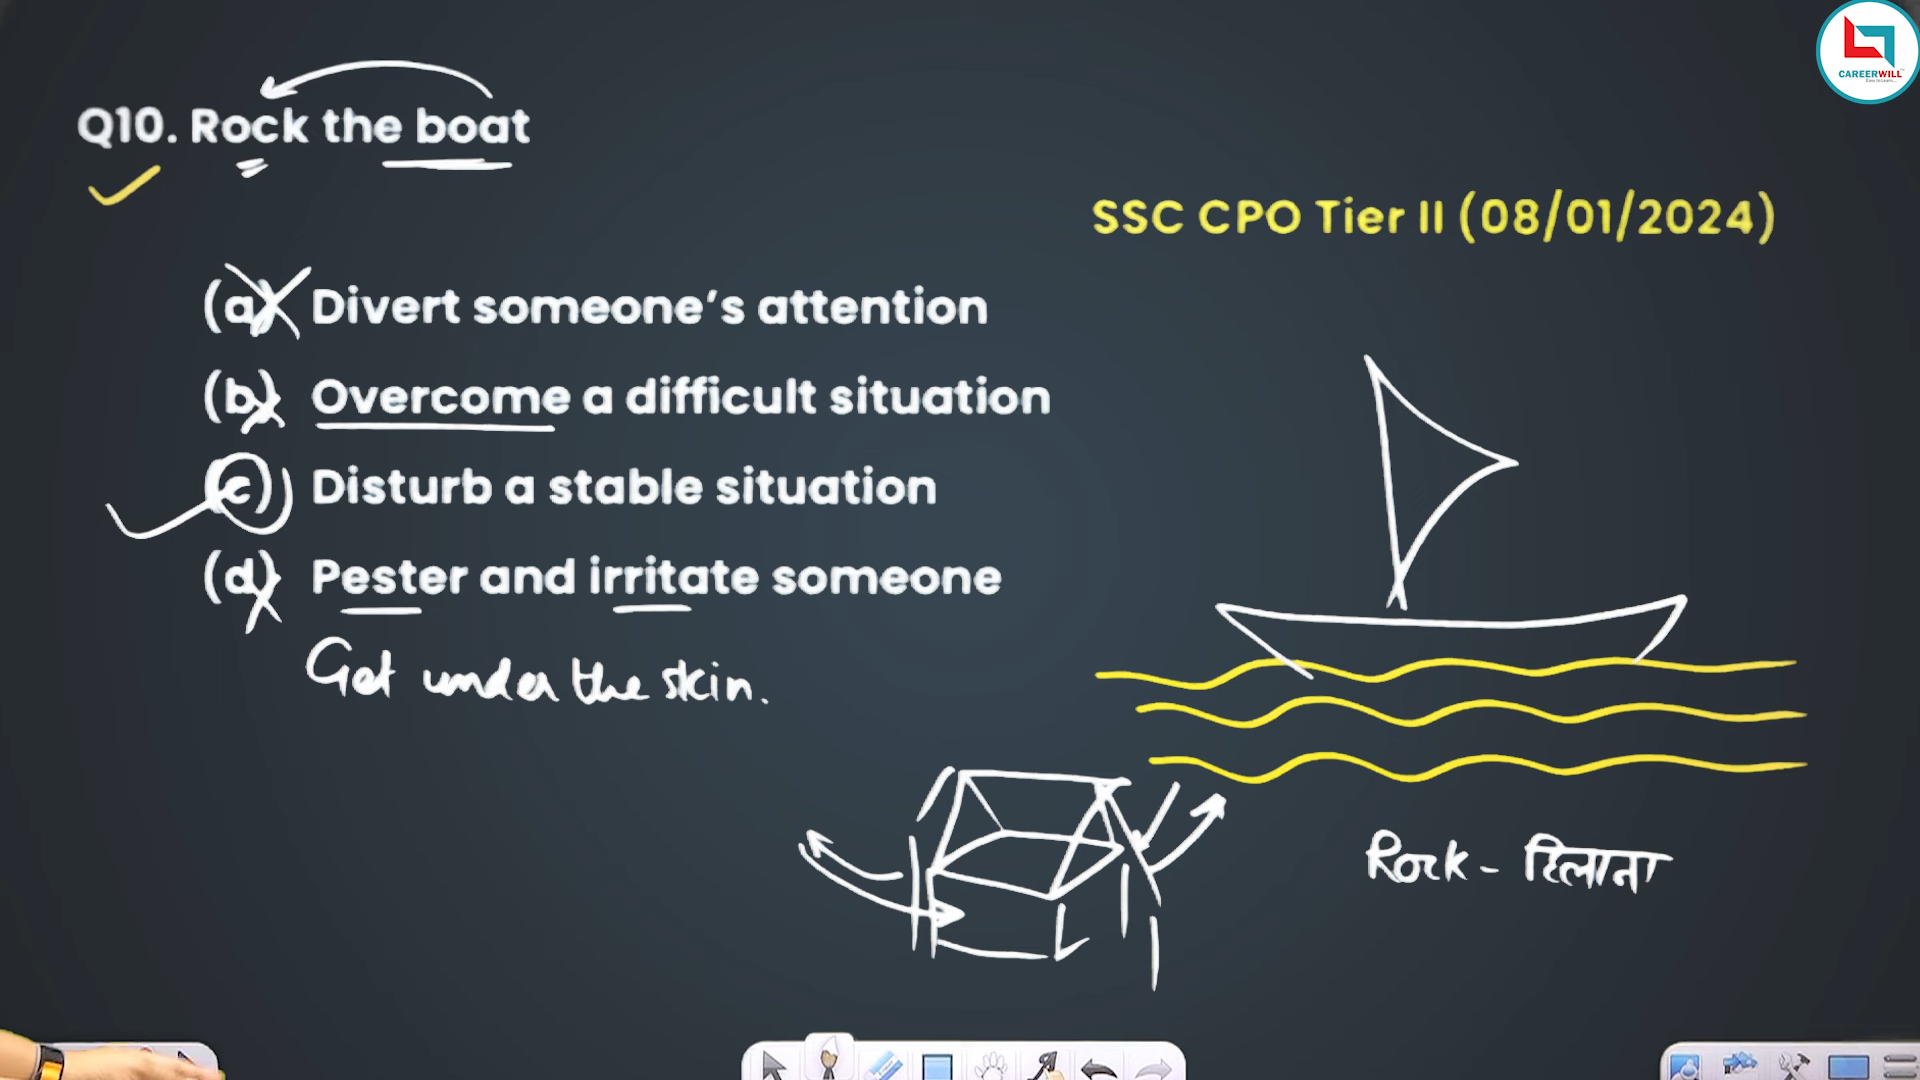 CAREERWILL
Q10. Rock the boat
SSC CPO Tier II (08/01/2024)
(a) Divert someone's attention
(b) Overcome a difficult situation
(c) Disturb a stable situation
(d) Pester and irritate someone
Get under the skin.
Rock - हिलाना